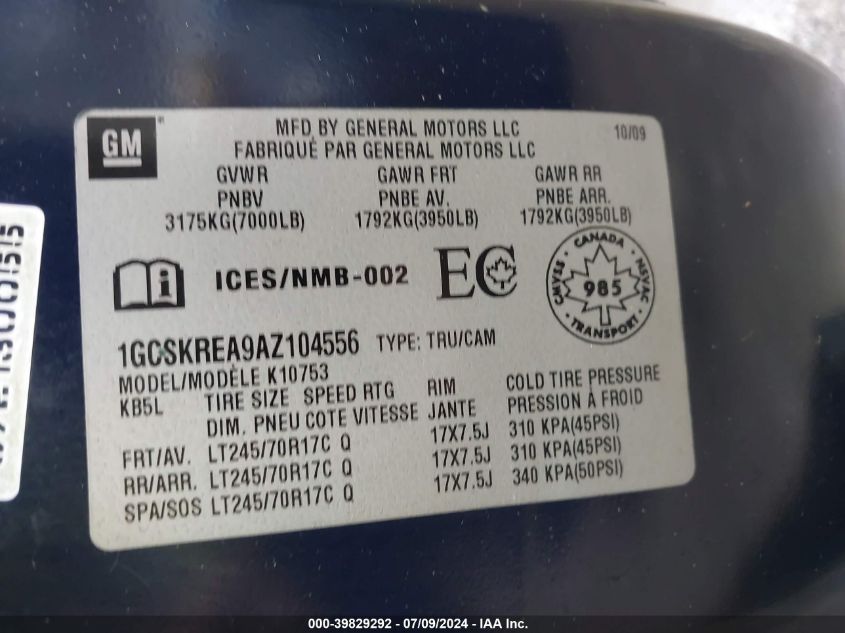 GM
MFD BY GENERAL MOTORS LLC 10/09
FABRIQUÉ PAR GENERAL MOTORS LLC
GVWR GAWR FRT GAWR RR
PNBV PNBE AV. PNBE ARR.
3175KG(7000LB) 1792KG(3950LB) 1792KG(3950LB)
ICES/NMB-002 EC
CANADA
CMVSS 985 NSVAC
TRANSPORT
1GCSKREA9AZ104556 TYPE: TRU/CAM
MODEL/MODÈLE K10753
KB5L TIRE SIZE SPEED RTG RIM COLD TIRE PRESSURE
DIM. PNEU COTE VITESSE JANTE PRESSION À FROID
FRT/AV. LT245/70R17C Q 17X7.5J 310 KPA(45PSI)
RR/ARR. LT245/70R17C Q 17X7.5J 310 KPA(45PSI)
SPA/SOS LT245/70R17C Q 17X7.5J 340 KPA(50PSI)
000-39829292 / 07/09/2024 - IAA Inc.